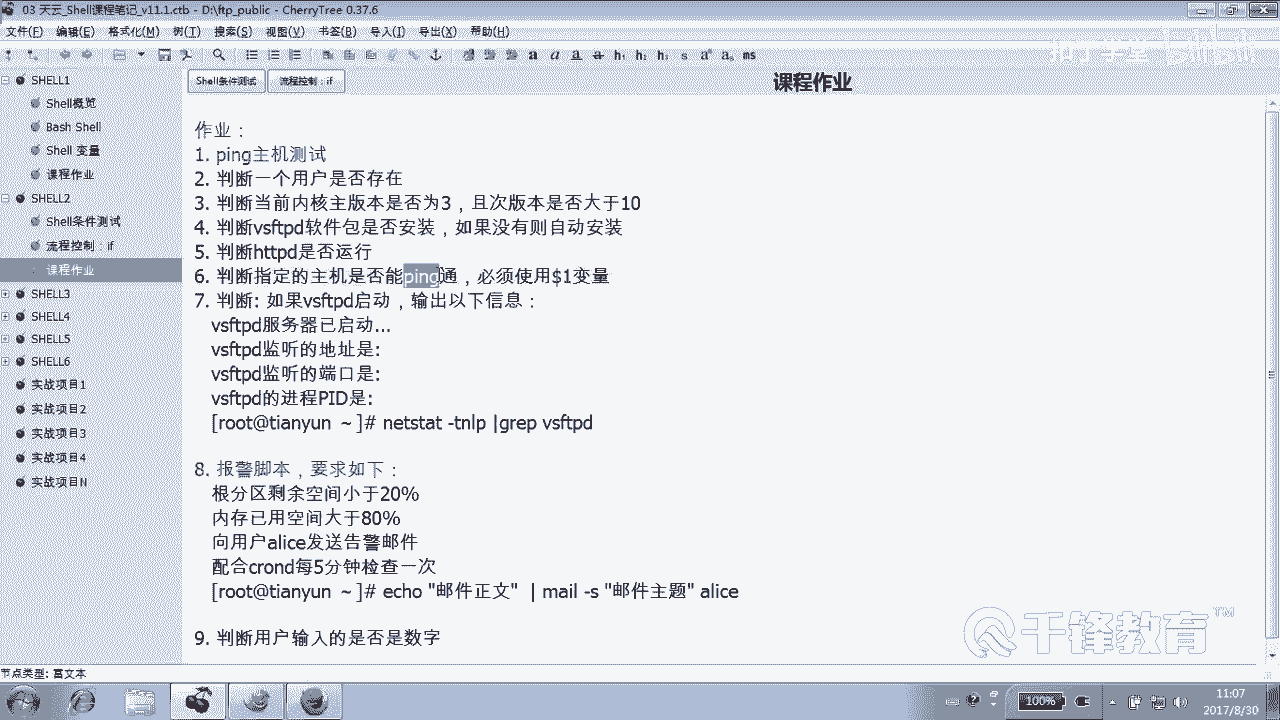 03 天云_Shell课程笔记_v11.1.ctb - D:\ftp_public - CherryTree 0.37.6
文件(F) 编辑(E) 格式化(M) 树(T) 搜索(S) 视图(V) 书签(B) 导入(I) 导出(X) 帮助(H)
SHELL1
Shell概览
Bash Shell
Shell 变量
课程作业
SHELL2
Shell条件测试
流程控制：if
课程作业
SHELL3
SHELL4
SHELL5
SHELL6
实战项目1
实战项目2
实战项目3
实战项目4
实战项目N
Shell条件测试 流程控制：if 课程作业
作业：
1. ping主机测试
2. 判断一个用户是否存在
3. 判断当前内核主版本是否为3，且次版本是否大于10
4. 判断vsftpd软件包是否安装，如果没有则自动安装
5. 判断httpd是否运行
6. 判断指定的主机是否能ping通，必须使用$1变量
7. 判断: 如果vsftpd启动，输出以下信息：
vsftpd服务器已启动...
vsftpd监听的地址是:
vsftpd监听的端口是:
vsftpd的进程PID是:
[root@tianyun ~]# netstat -tnlp |grep vsftpd
8. 报警脚本，要求如下：
根分区剩余空间小于20%
内存已用空间大于80%
向用户alice发送告警邮件
配合crond每5分钟检查一次
[root@tianyun ~]# echo "邮件正文" | mail -s "邮件主题" alice
9. 判断用户输入的是否是数字
千锋教育™
节点类型: 富文本
100%
11:07
2017/8/30